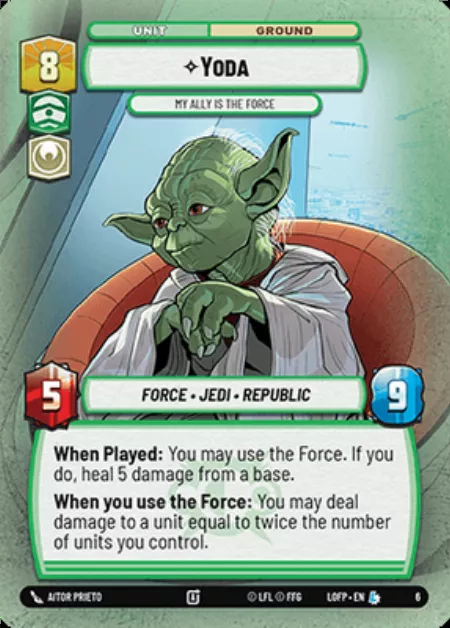 UNIT
GROUND
8
✧YODA
MY ALLY IS THE FORCE
5
FORCE • JEDI • REPUBLIC
9
When Played: You may use the Force. If you
do, heal 5 damage from a base.
When you use the Force: You may deal
damage to a unit equal to twice the number
of units you control.
AITOR PRIETO
© LFL © FFG
LOFP • EN
6